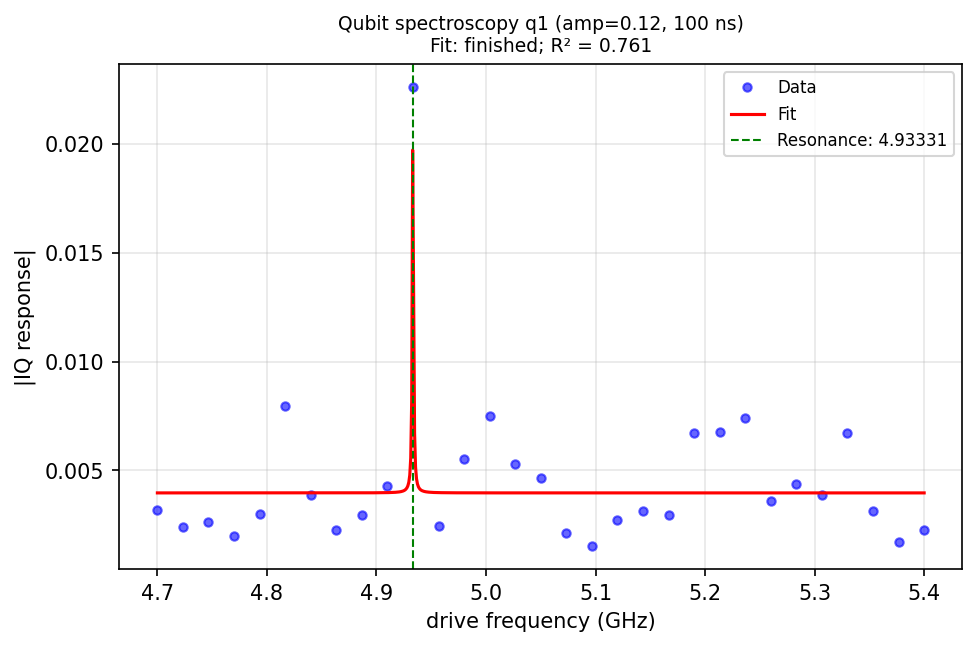 Qubit spectroscopy q1 (amp=0.12, 100 ns)
Fit: finished; R² = 0.761
Data
Fit
Resonance: 4.93331
|IQ response|
0.020
0.015
0.010
0.005
4.7 4.8 4.9 5.0 5.1 5.2 5.3 5.4
drive frequency (GHz)